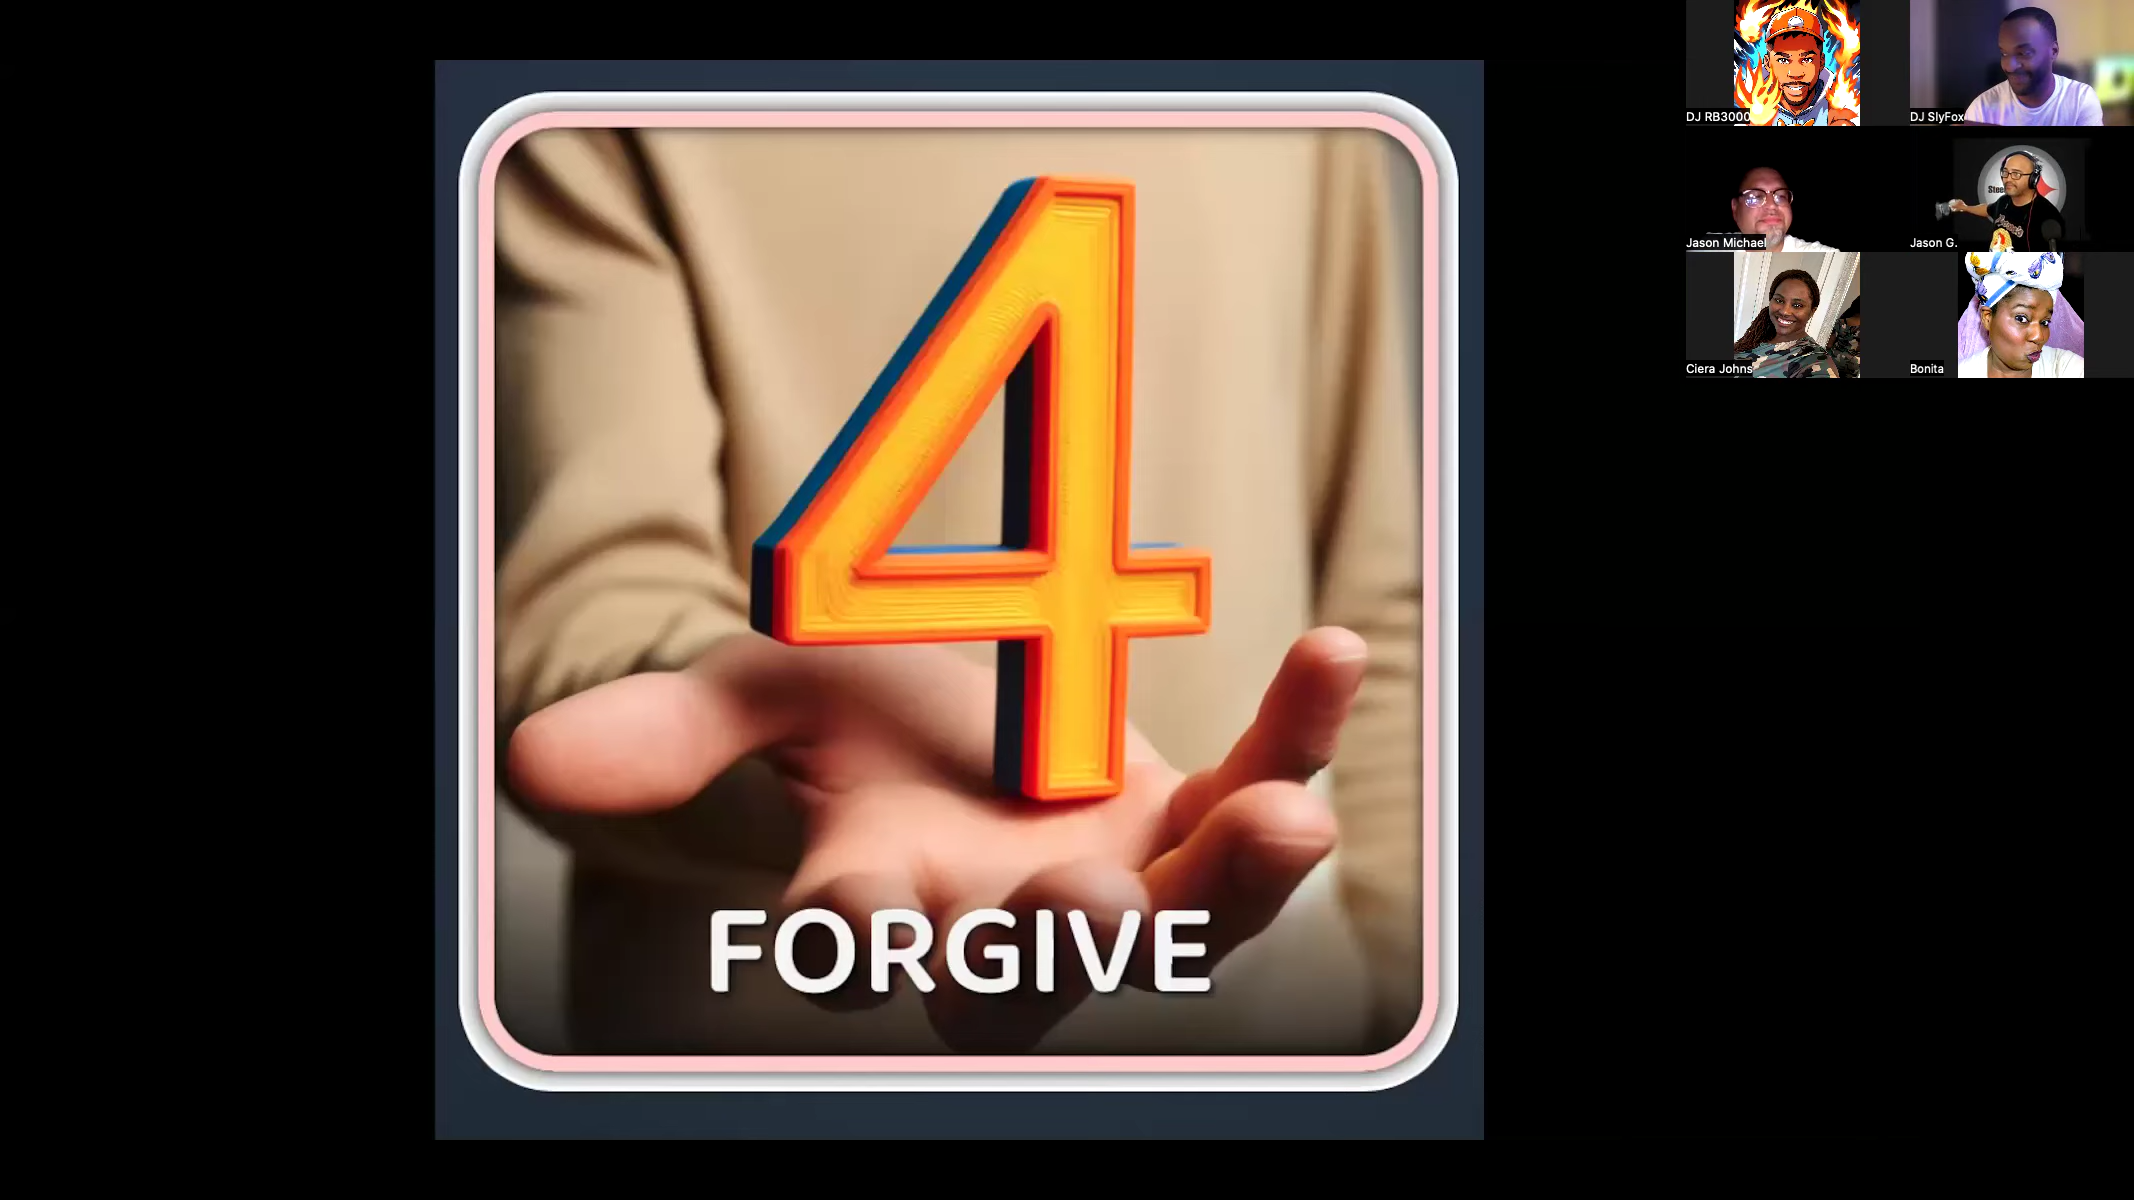 4
FORGIVE
DJ RB3000
DJ SlyFox
Jason Michael
Jason G.
Ciera Johns
Bonita